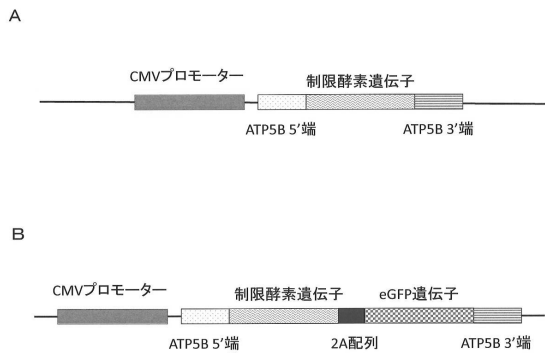 A
CMVプロモーター
制限酵素遺伝子
ATP5B 5’端
ATP5B 3’端
B
CMVプロモーター
制限酵素遺伝子
eGFP遺伝子
ATP5B 5’端
2A配列
ATP5B 3’端